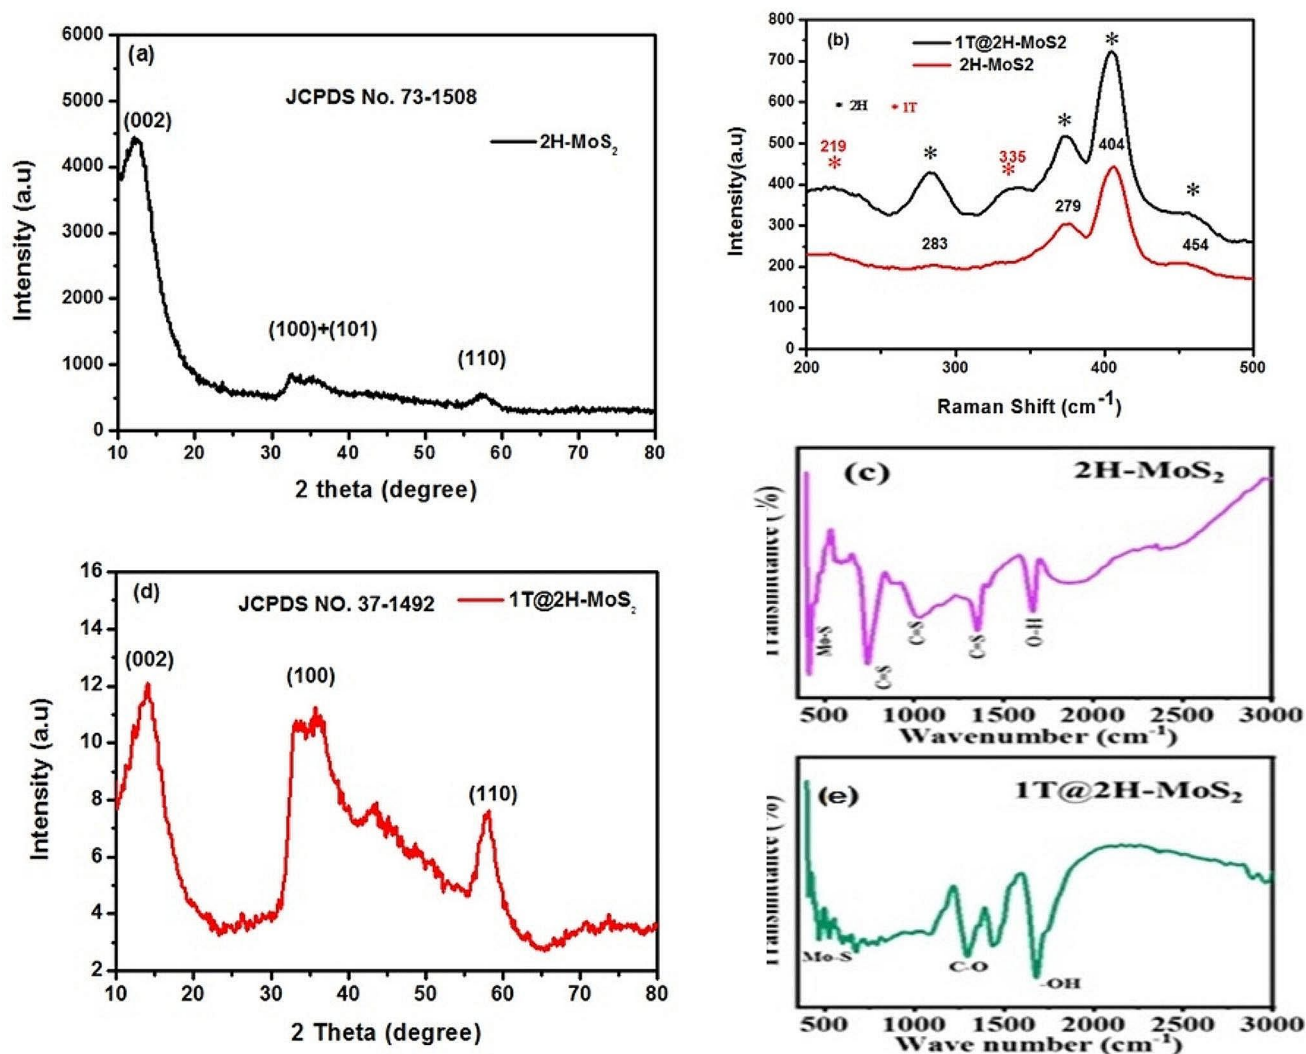 (a)
JCPDS No. 73-1508
2H-MoS₂
(002)
(100)+(101)
(110)
Intensity (a.u)
6000
5000
4000
3000
2000
1000
0
10 20 30 40 50 60 70 80
2 theta (degree)
(b)
1T@2H-MoS2
2H-MoS2
* 2H * 1T
219
*
*
335
*
*
*
404
279
283
*
454
Intensity(a.u)
800
700
600
500
400
300
200
100
0
200 300 400 500
Raman Shift (cm⁻¹)
(c)
2H-MoS₂
Transmittance (%)
Mo-S
C=S
C=S
C=S
O-H
500 1000 1500 2000 2500 3000
Wavenumber (cm⁻¹)
(d)
JCPDS NO. 37-1492
1T@2H-MoS₂
(002)
(100)
(110)
Intensity (a.u)
16
14
12
10
8
6
4
2
10 20 30 40 50 60 70 80
2 Theta (degree)
(e)
1T@2H-MoS₂
Transmittance (%)
Mo-S
C-O
-OH
500 1000 1500 2000 2500 3000
Wave number (cm⁻¹)